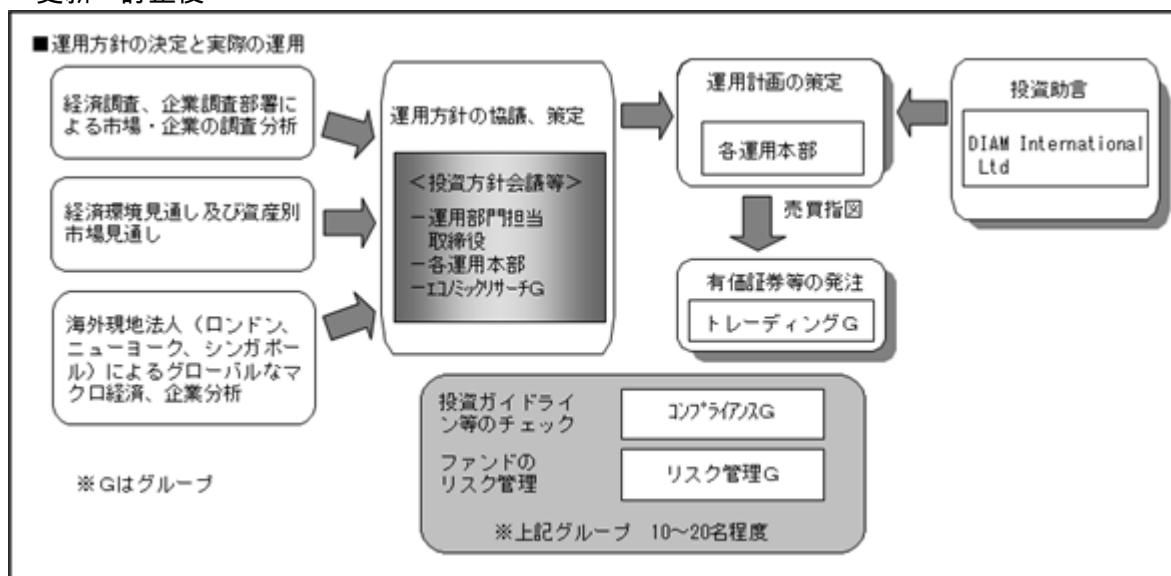 ■運用方針の決定と実際の運用
経済調査、企業調査部署に
よる市場・企業の調査分析
経済環境見通し及び資産別
市場見通し
海外現地法人（ロンドン、
ニューヨーク、シンガポー
ル）によるグローバルなマ
クロ経済、企業分析
※Gはグループ
運用方針の協議、策定
＜投資方針会議等＞
－運用部門担当
取締役
－各運用本部
－ｴｺﾉﾐｯｸﾘｻｰﾁG
運用計画の策定
各運用本部
売買指図
有価証券等の発注
トレーディングG
投資助言
DIAM International
Ltd
投資ガイドライ
ン等のチェック
ｺﾝﾌﾟﾗｲｱﾝｽG
ファンドの
リスク管理
リスク管理G
※上記グループ　10～20名程度